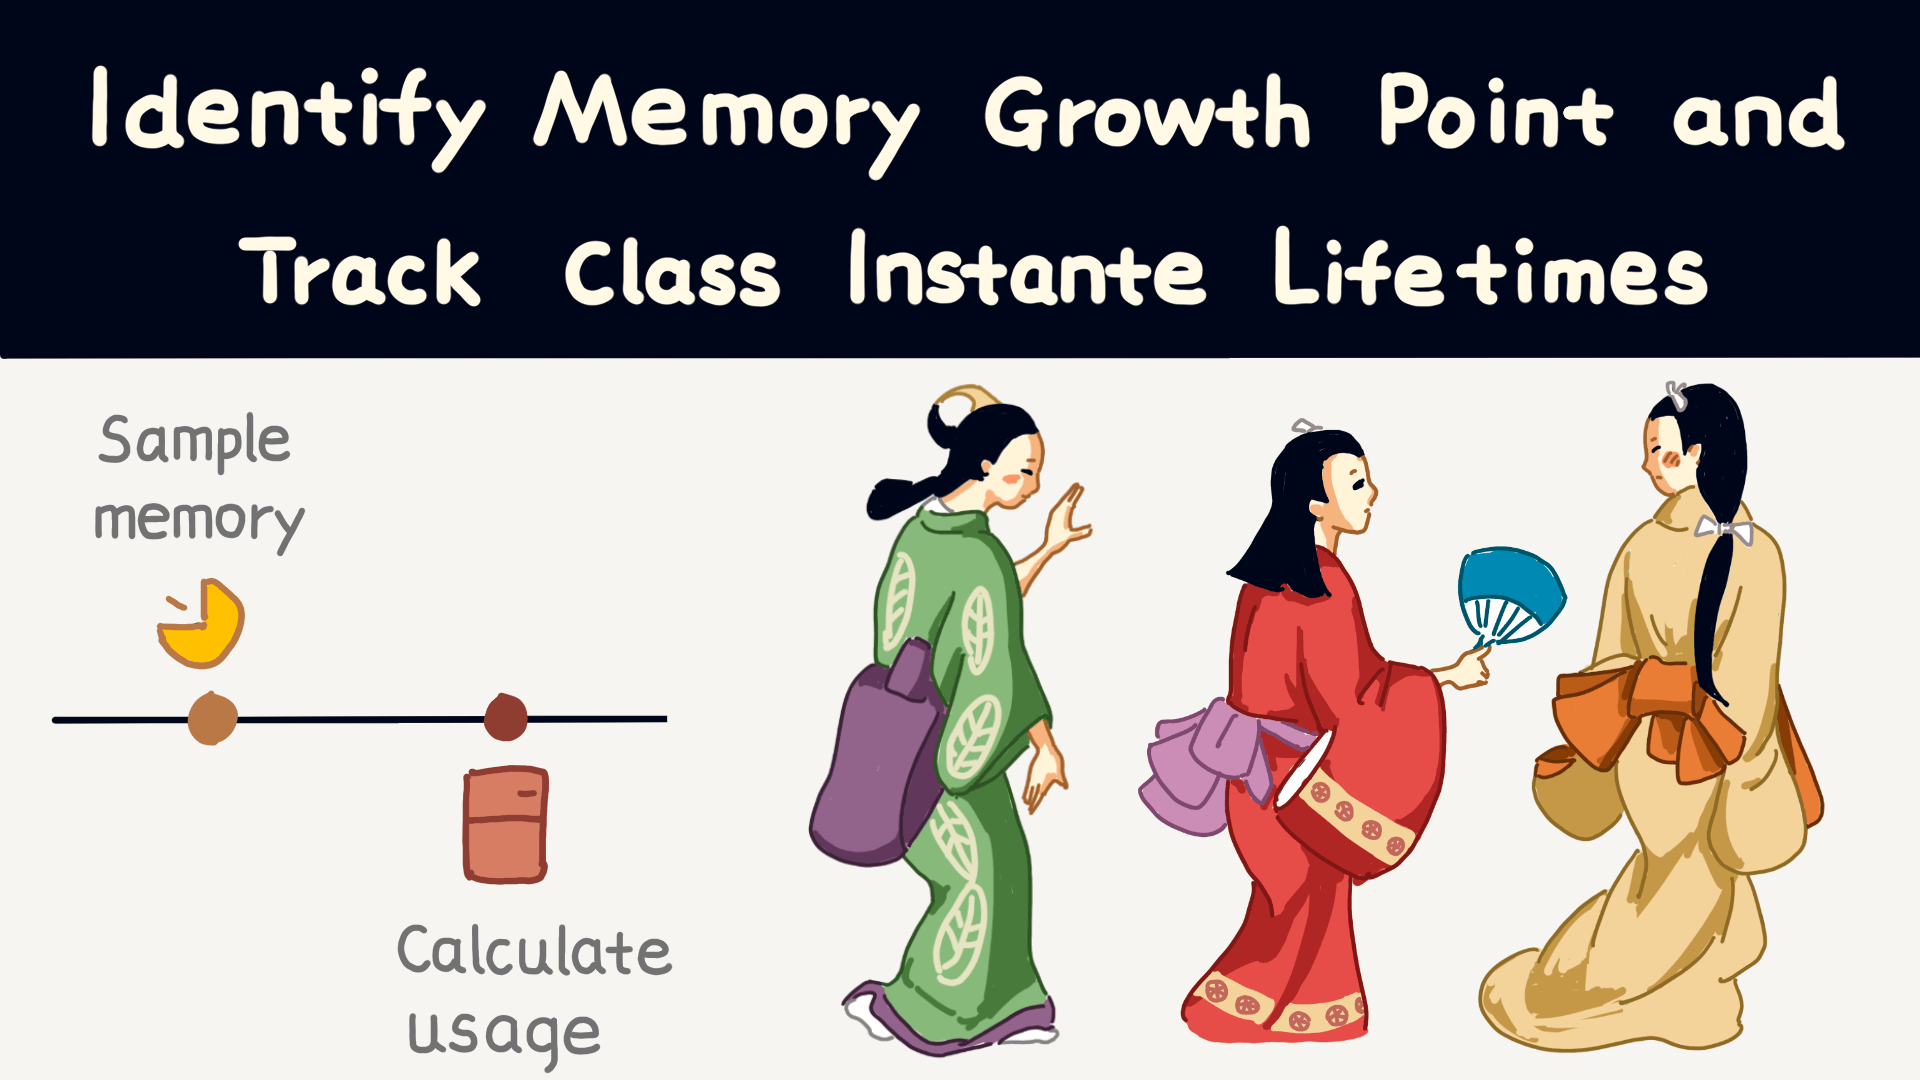 Identify Memory Growth Point and
Track Class Instante Lifetimes
Sample
memory
Calculate
usage